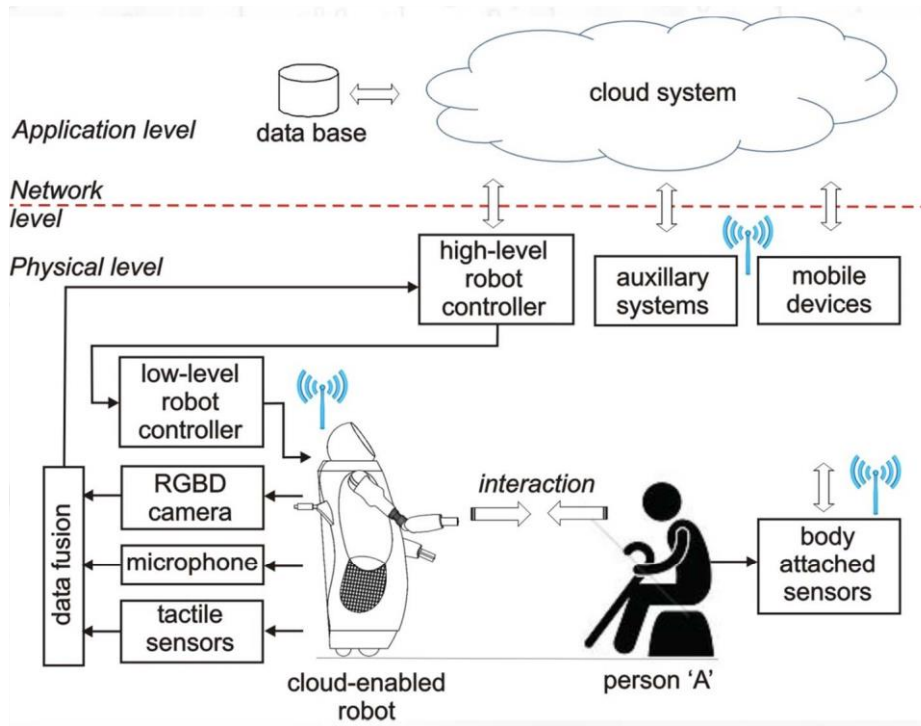 cloud system
data base
Application level
Network
level
Physical level
high-level
robot
controller
auxillary
systems
mobile
devices
low-level
robot
controller
RGBD
camera
microphone
tactile
sensors
data fusion
interaction
body
attached
sensors
cloud-enabled
robot
person 'A'